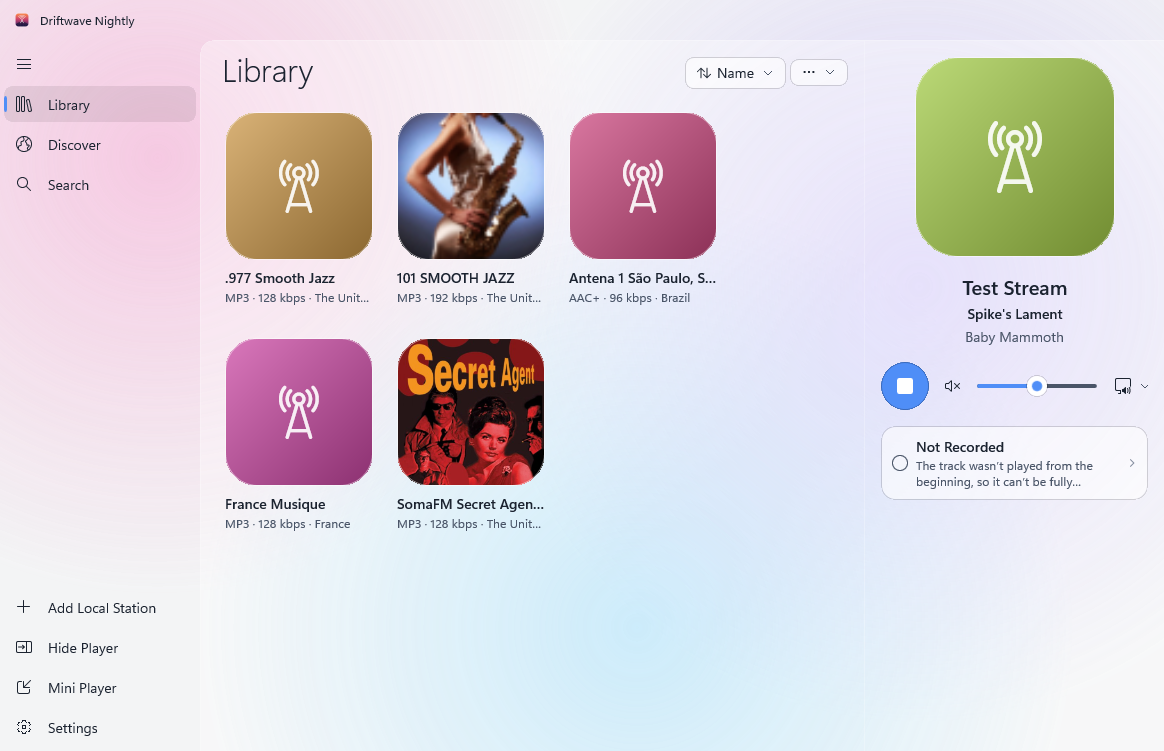 Driftwave Nightly
Library
Discover
Search
Add Local Station
Hide Player
Mini Player
Settings
Library
Name
.977 Smooth Jazz
MP3 · 128 kbps · The Unit...
101 SMOOTH JAZZ
MP3 · 192 kbps · The Unit...
Antena 1 São Paulo, S...
AAC+ · 96 kbps · Brazil
France Musique
MP3 · 128 kbps · France
Secret Agent
SomaFM Secret Agen...
MP3 · 128 kbps · The Unit...
Test Stream
Spike's Lament
Baby Mammoth
Not Recorded
The track wasn't played from the
beginning, so it can't be fully...